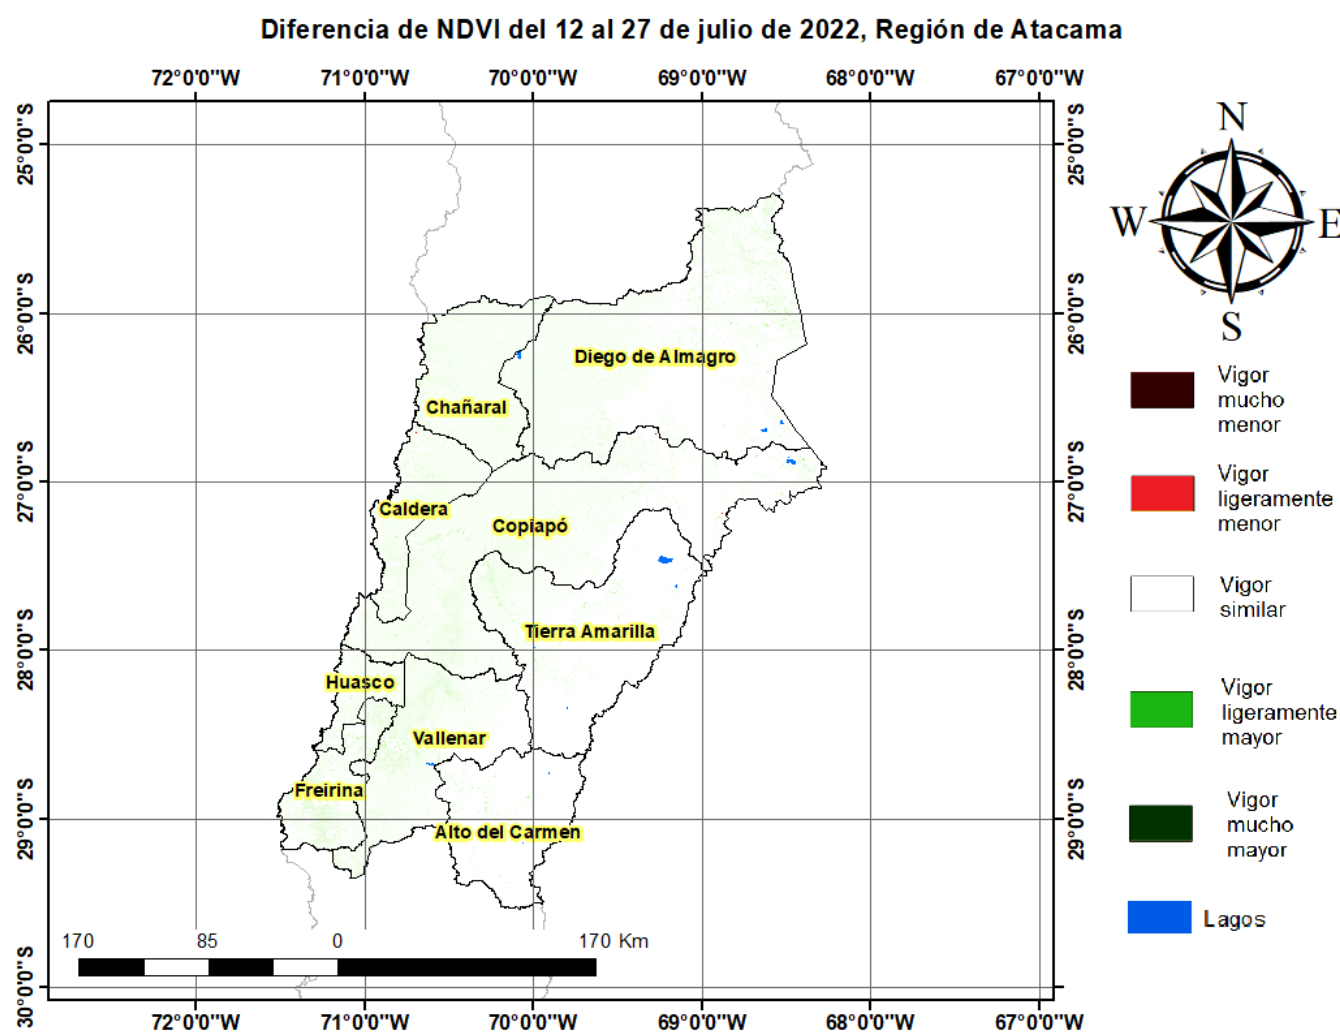 Diferencia de NDVI del 12 al 27 de julio de 2022, Región de Atacama
72°0'0"W 71°0'0"W 70°0'0"W 69°0'0"W 68°0'0"W 67°0'0"W
25°0'0"S 25°0'0"S
N
W E
S
26°0'0"S 26°0'0"S
Diego de Almagro
Chañaral
Vigor
mucho
menor
27°0'0"S 27°0'0"S
Caldera
Copiapó
Vigor
ligeramente
menor
Vigor
similar
Tierra Amarilla
28°0'0"S 28°0'0"S
Huasco
Vallenar
Vigor
ligeramente
mayor
Freirina
29°0'0"S 29°0'0"S
Alto del Carmen
Vigor
mucho
mayor
Lagos
170 85 0 170 Km
30°0'0"S 30°0'0"S
72°0'0"W 71°0'0"W 70°0'0"W 69°0'0"W 68°0'0"W 67°0'0"W